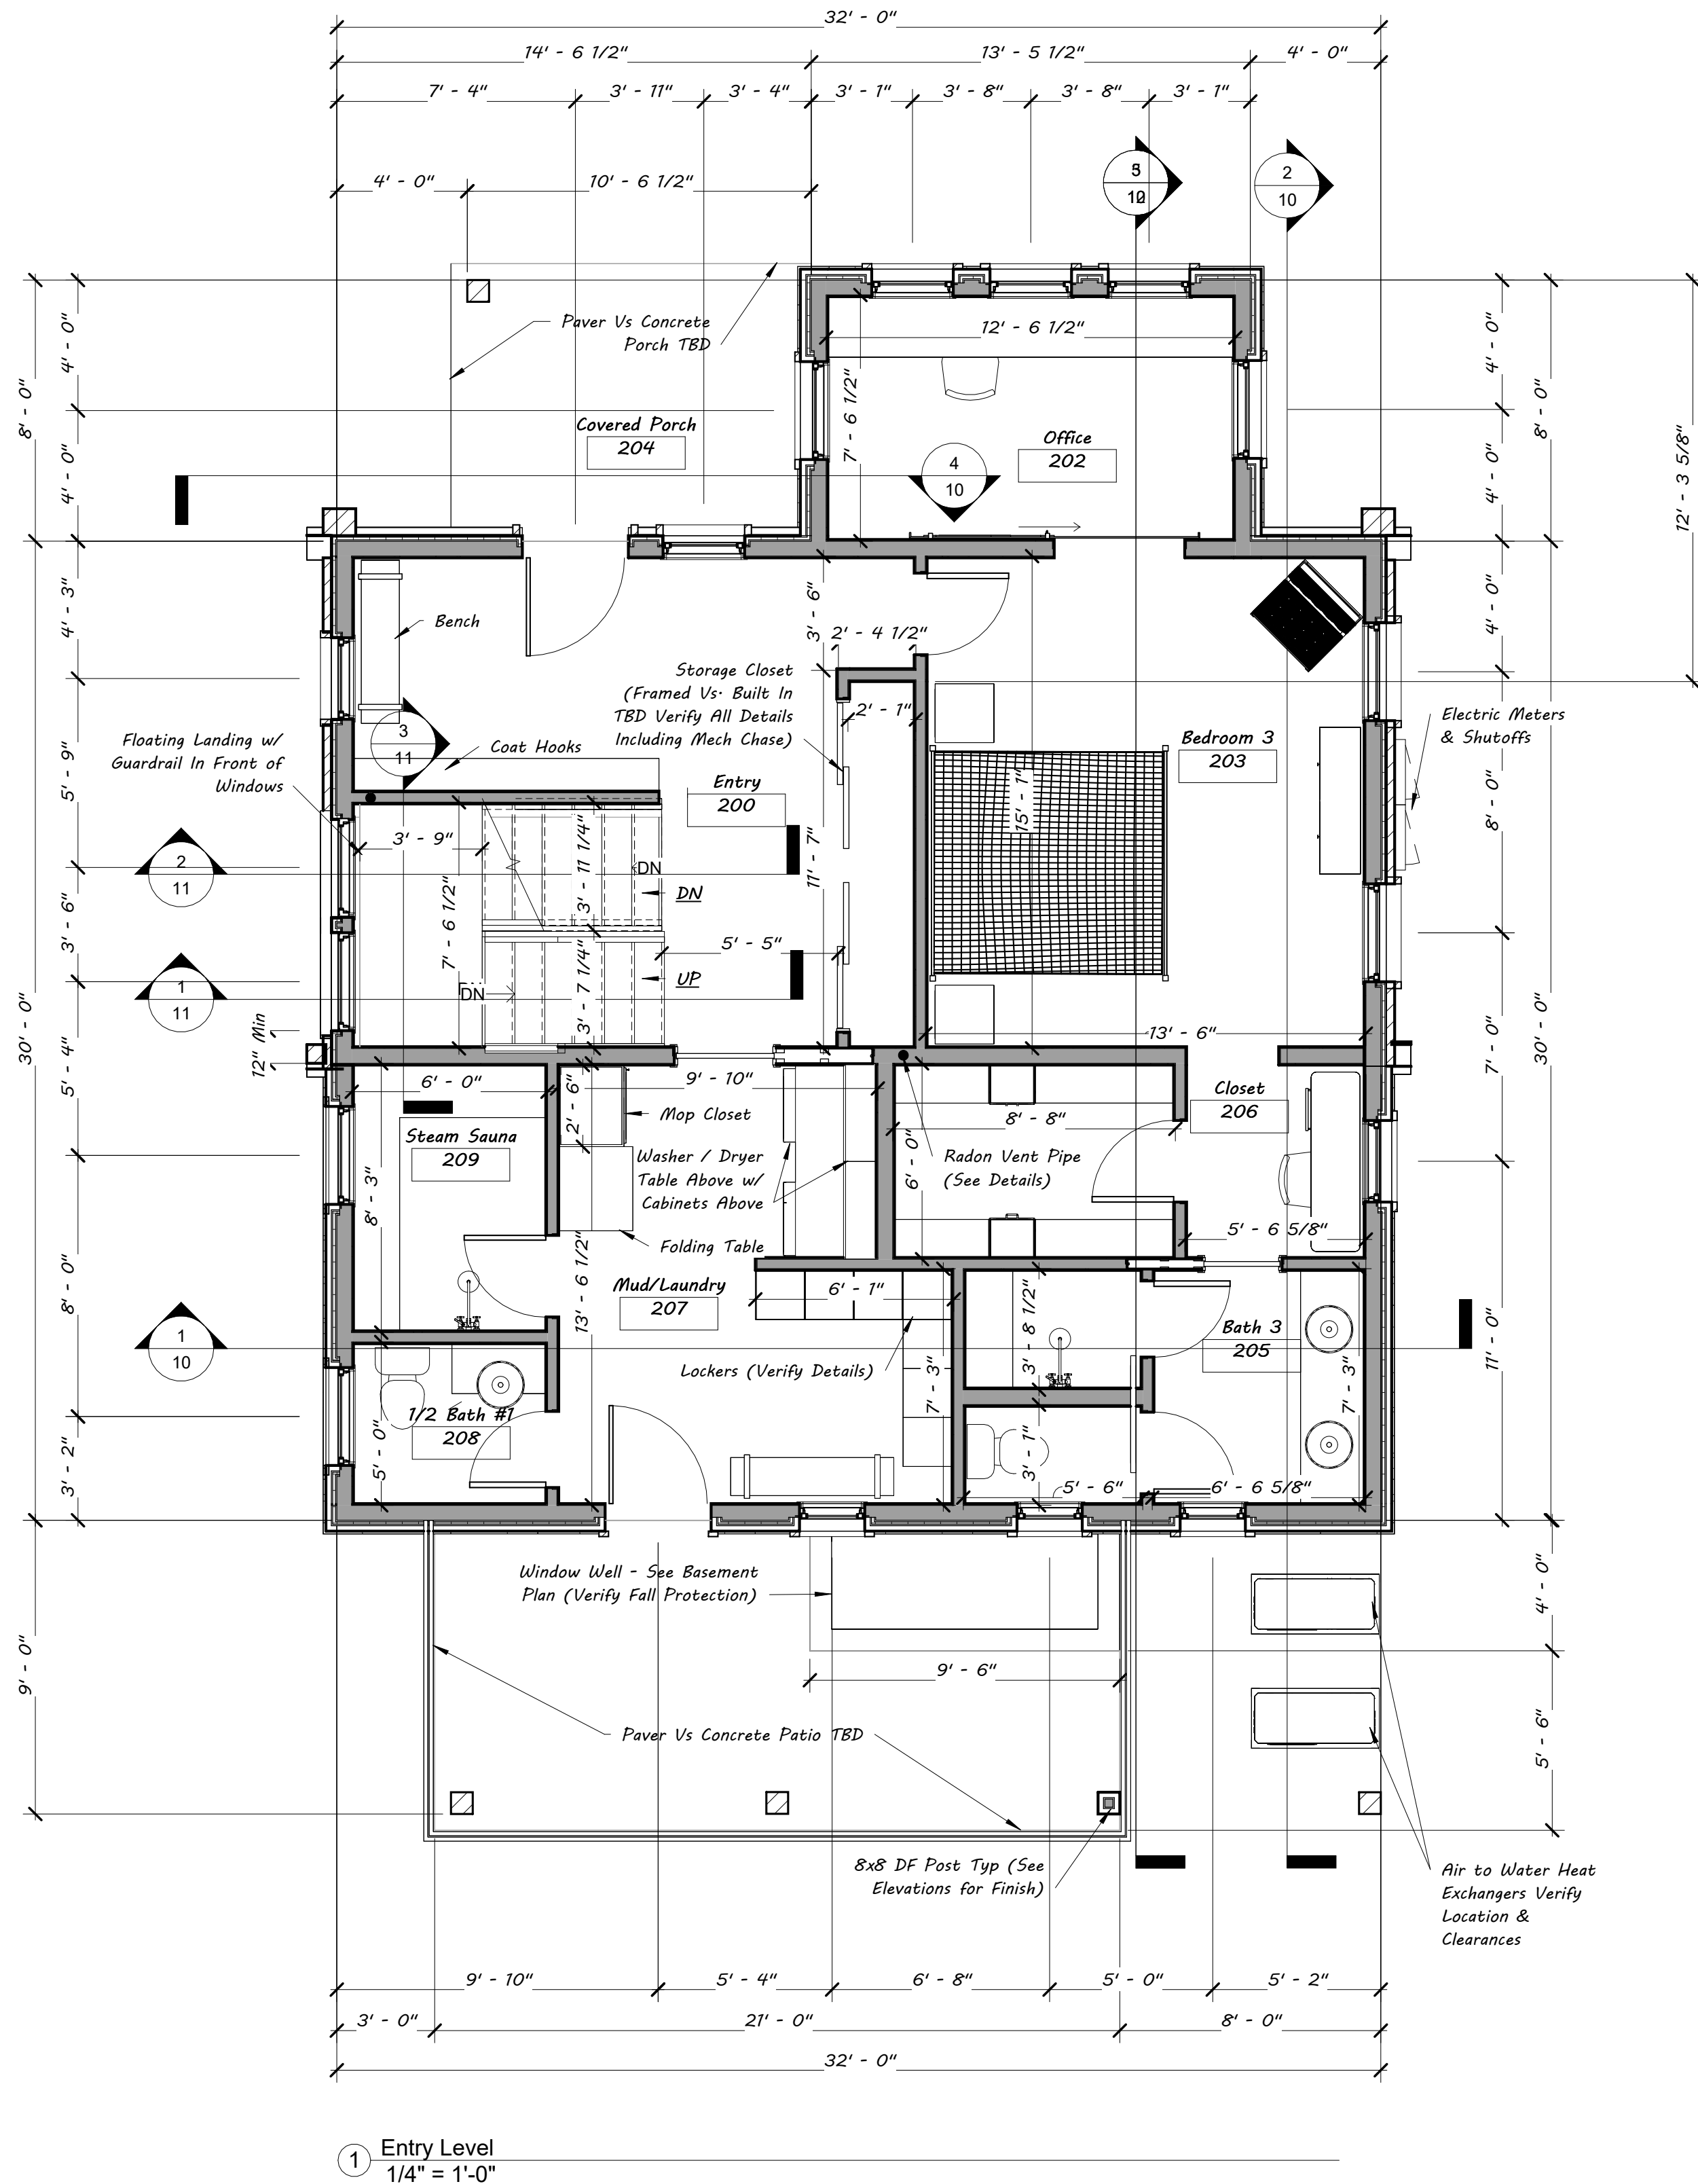 32' - 0"
14' - 6 1/2"
13' - 5 1/2"
4' - 0"
7' - 4"
3' - 11"
3' - 4"
3' - 1"
3' - 8"
3' - 8"
3' - 1"
4' - 0"
10' - 6 1/2"
2
10
8' - 0"
4' - 0"
4' - 0"
Paver Vs Concrete
Porch TBD
12' - 6 1/2"
7' - 6 1/2"
Covered Porch
204
Office
202
4
10
4' - 0"
4' - 0"
8' - 0"
12' - 3 5/8"
4' - 3"
5' - 9"
3' - 6"
5' - 4"
8' - 0"
3' - 2"
30' - 0"
12" Min
Bench
3' - 6"
2' - 4 1/2"
Storage Closet
(Framed Vs. Built In
TBD Verify All Details
Including Mech Chase)
2' - 1"
3
11
Coat Hooks
Floating Landing w/
Guardrail In Front of
Windows
Entry
200
Bedroom 3
203
Electric Meters
& Shutoffs
15' - 1"
3' - 9"
3' - 11 1/4"
DN
DN
11' - 7"
7' - 6 1/2"
5' - 5"
3' - 7 1/4"
UP
DN
2
11
1
11
13' - 6"
4' - 0"
8' - 0"
7' - 0"
11' - 0"
30' - 0"
6' - 0"
2' - 6"
9' - 10"
Mop Closet
Steam Sauna
209
Washer / Dryer
Table Above w/
Cabinets Above
8' - 8"
6' - 0"
Closet
206
Radon Vent Pipe
(See Details)
8' - 3"
5' - 6 5/8"
Folding Table
13' - 6 1/2"
Mud/Laundry
207
6' - 1"
3' - 8 1/2"
Bath 3
205
1
10
Lockers (Verify Details)
7' - 3"
7' - 3"
1/2 Bath #1
208
5' - 0"
3' - 1"
5' - 6"
6' - 6 5/8"
Window Well - See Basement
Plan (Verify Fall Protection)
9' - 0"
4' - 0"
5' - 6"
9' - 6"
Paver Vs Concrete Patio TBD
8x8 DF Post Typ (See
Elevations for Finish)
Air to Water Heat
Exchangers Verify
Location &
Clearances
9' - 10"
5' - 4"
6' - 8"
5' - 0"
5' - 2"
3' - 0"
21' - 0"
8' - 0"
32' - 0"
1
Entry Level
1/4" = 1'-0"